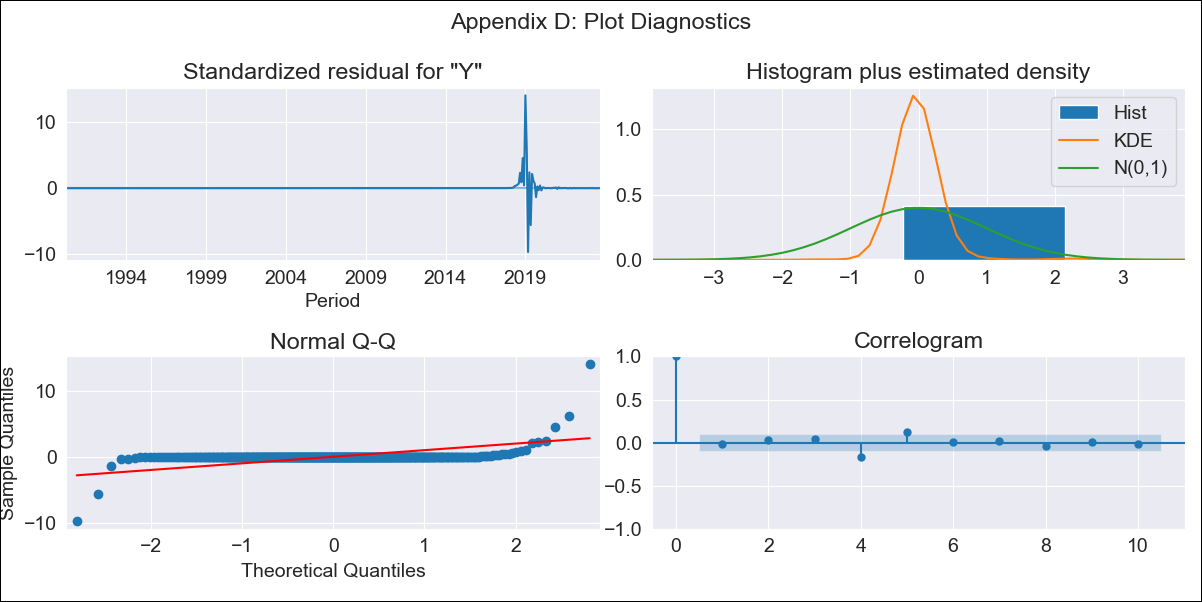 Appendix D: Plot Diagnostics
Standardized residual for "Y"
10
0
−10
1994 1999 2004 2009 2014 2019
Period
Histogram plus estimated density
1.0
0.5
0.0
Hist
KDE
N(0,1)
−3 −2 −1 0 1 2 3
Normal Q-Q
Sample Quantiles
10
0
−10
−2 −1 0 1 2
Theoretical Quantiles
Correlogram
1.0
0.5
0.0
−0.5
−1.0
0 2 4 6 8 10